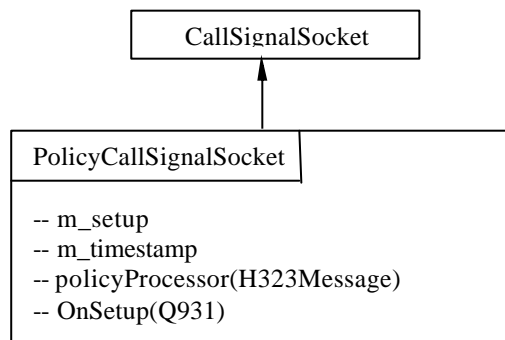 CallSignalSocket
PolicyCallSignalSocket
-- m_setup
-- m_timestamp
-- policyProcessor(H323Message)
-- OnSetup(Q931)